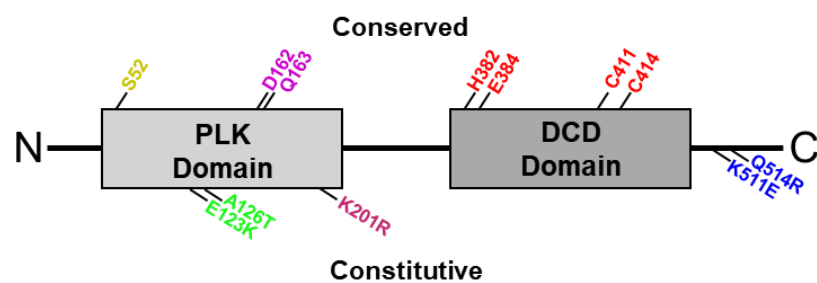 Conserved
S52
D162
Q163
H382
E384
C411
C414
N
PLK
Domain
DCD
Domain
C
A126T
E123K
K201R
Q514R
K511E
Constitutive